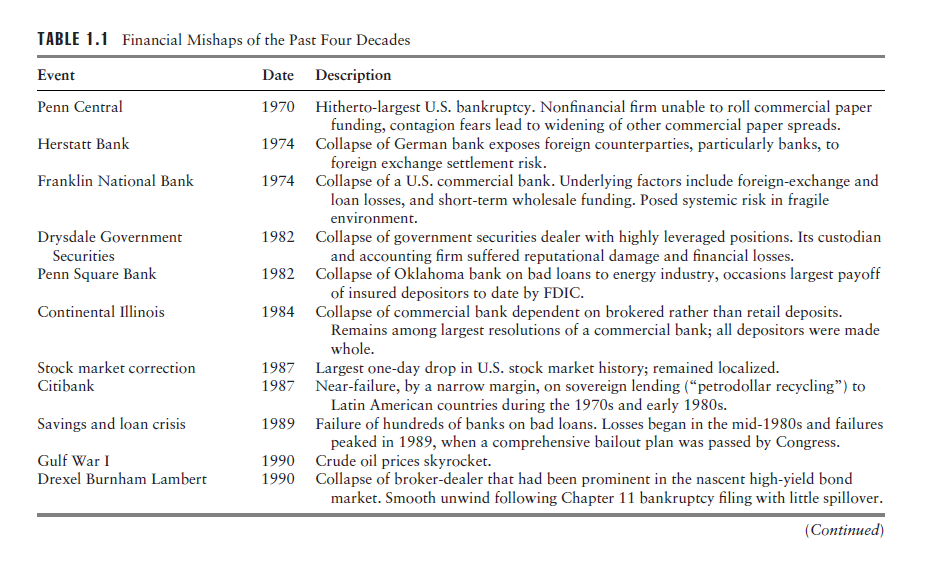 TABLE 1.1 Financial Mishaps of the Past Four Decades
Event Date Description
Penn Central 1970 Hitherto-largest U.S. bankruptcy. Nonfinancial firm unable to roll commercial paper
funding, contagion fears lead to widening of other commercial paper spreads.
Herstatt Bank 1974 Collapse of German bank exposes foreign counterparties, particularly banks, to
foreign exchange settlement risk.
Franklin National Bank 1974 Collapse of a U.S. commercial bank. Underlying factors include foreign-exchange and
loan losses, and short-term wholesale funding. Posed systemic risk in fragile
environment.
Drysdale Government 1982 Collapse of government securities dealer with highly leveraged positions. Its custodian
Securities and accounting firm suffered reputational damage and financial losses.
Penn Square Bank 1982 Collapse of Oklahoma bank on bad loans to energy industry, occasions largest payoff
of insured depositors to date by FDIC.
Continental Illinois 1984 Collapse of commercial bank dependent on brokered rather than retail deposits.
Remains among largest resolutions of a commercial bank; all depositors were made
whole.
Stock market correction 1987 Largest one-day drop in U.S. stock market history; remained localized.
Citibank 1987 Near-failure, by a narrow margin, on sovereign lending (“petrodollar recycling”) to
Latin American countries during the 1970s and early 1980s.
Savings and loan crisis 1989 Failure of hundreds of banks on bad loans. Losses began in the mid-1980s and failures
peaked in 1989, when a comprehensive bailout plan was passed by Congress.
Gulf War I 1990 Crude oil prices skyrocket.
Drexel Burnham Lambert 1990 Collapse of broker-dealer that had been prominent in the nascent high-yield bond
market. Smooth unwind following Chapter 11 bankruptcy filing with little spillover.
(Continued)